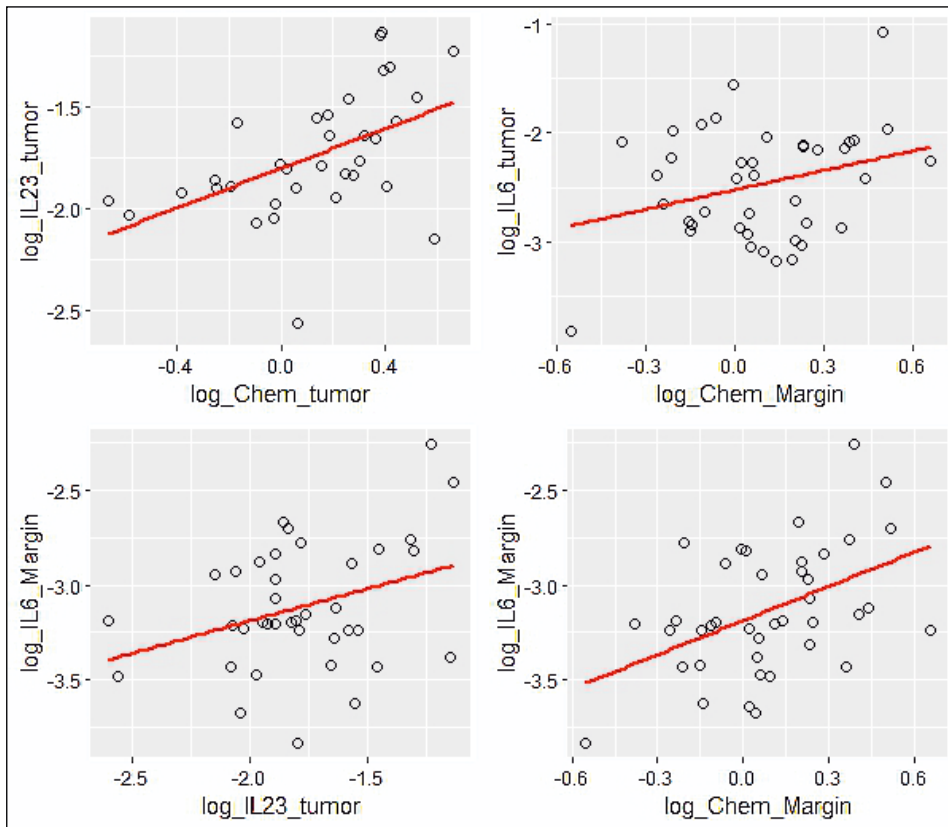 log_IL23_tumor
-1.5
-2.0
-2.5
-0.4 0.0 0.4
log_Chem_tumor
log_IL6_tumor
-1
-2
-3
-0.6 -0.3 0.0 0.3 0.6
log_Chem_Margin
log_IL6_Margin
-2.5
-3.0
-3.5
-2.5 -2.0 -1.5
log_IL23_tumor
log_IL6_Margin
-2.5
-3.0
-3.5
-0.6 -0.3 0.0 0.3 0.6
log_Chem_Margin